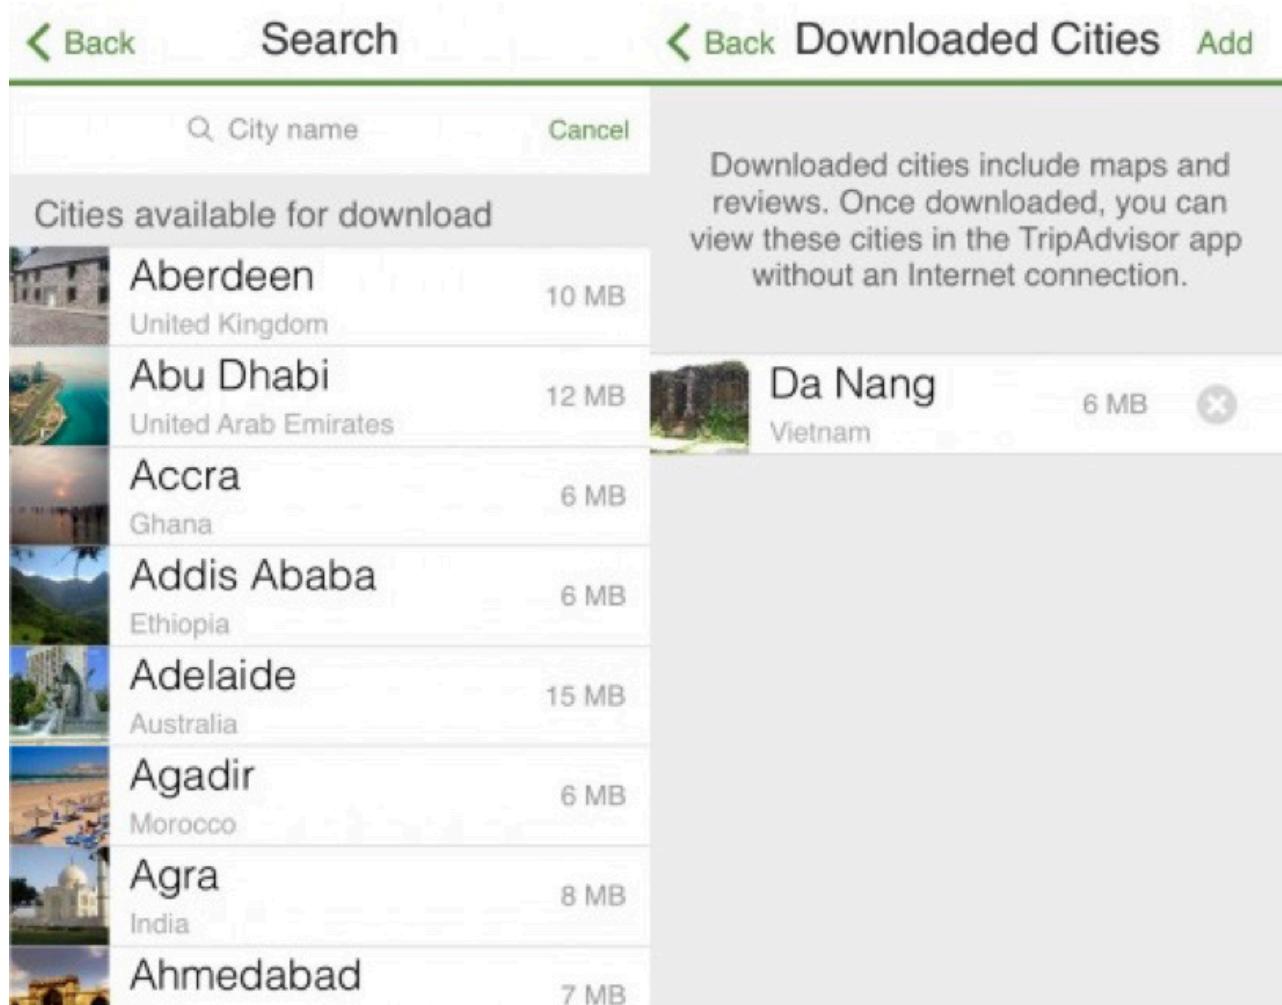 Back Search
City name Cancel
Cities available for download
Aberdeen
United Kingdom
10 MB
Abu Dhabi
United Arab Emirates
12 MB
Accra
Ghana
6 MB
Addis Ababa
Ethiopia
6 MB
Adelaide
Australia
15 MB
Agadir
Morocco
6 MB
Agra
India
8 MB
Ahmedabad
7 MB
Back Downloaded Cities Add
Downloaded cities include maps and
reviews. Once downloaded, you can
view these cities in the TripAdvisor app
without an Internet connection.
Da Nang
Vietnam
6 MB